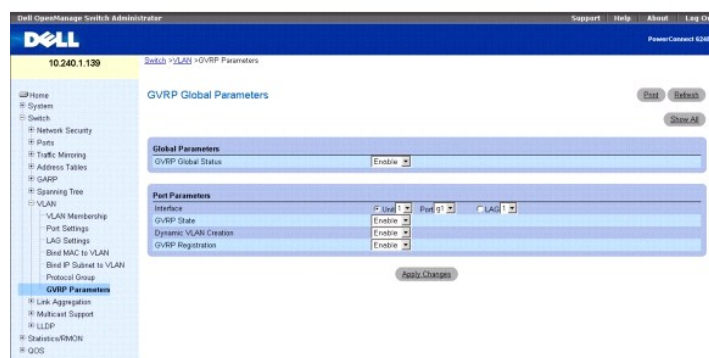 Dell OpenManage Switch Administrator
Support Help About Log O
DELL
PowerConnect 6248
10.240.1.139
Switch >VLAN >GVRP Parameters
Home
System
Switch
Network Security
Ports
Traffic Mirroring
Address Tables
GARP
Spanning Tree
VLAN
VLAN Membership
Port Settings
LAG Settings
Bind MAC to VLAN
Bind IP Subnet to VLAN
Protocol Group
GVRP Parameters
Link Aggregation
Multicast Support
LLDP
Statistics/RMON
QOS
GVRP Global Parameters
Print Refresh
Show All
Global Parameters
GVRP Global Status Enable
Port Parameters
Interface Unit 1 Port g1 LAG 1
GVRP State Enable
Dynamic VLAN Creation Enable
GVRP Registration Enable
Apply Changes